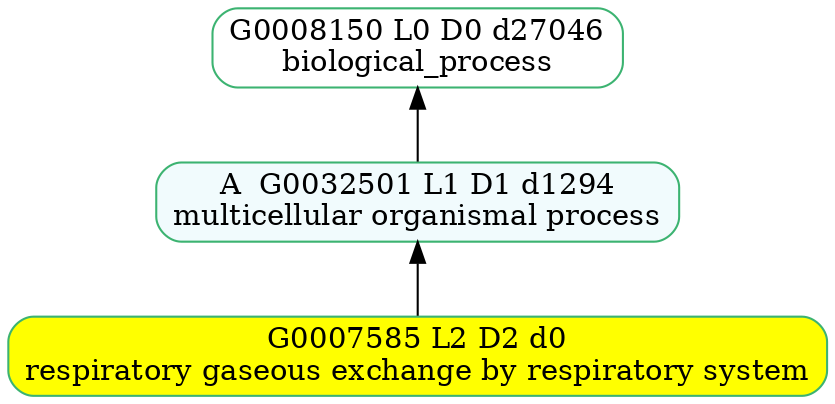 G0008150 L0 D0 d27046
biological_process
A  G0032501 L1 D1 d1294
multicellular organismal process
G0007585 L2 D2 d0
respiratory gaseous exchange by respiratory system